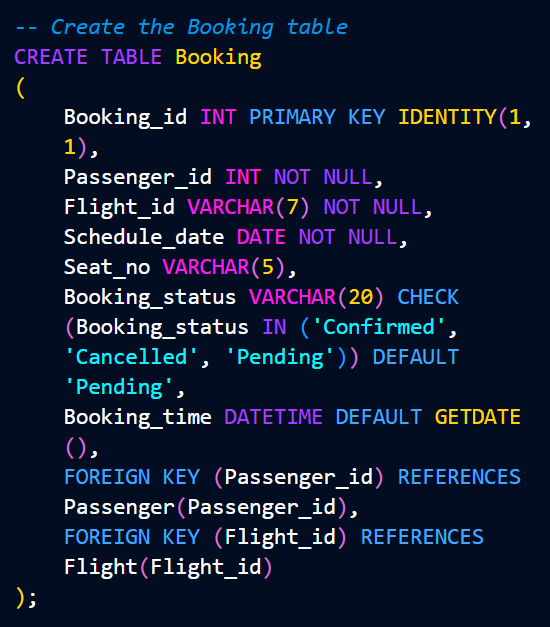 -- Create the Booking table
CREATE TABLE Booking
(
Booking_id INT PRIMARY KEY IDENTITY(1,
1),
Passenger_id INT NOT NULL,
Flight_id VARCHAR(7) NOT NULL,
Schedule_date DATE NOT NULL,
Seat_no VARCHAR(5),
Booking_status VARCHAR(20) CHECK
(Booking_status IN ('Confirmed',
'Cancelled', 'Pending')) DEFAULT
'Pending',
Booking_time DATETIME DEFAULT GETDATE
(),
FOREIGN KEY (Passenger_id) REFERENCES
Passenger(Passenger_id),
FOREIGN KEY (Flight_id) REFERENCES
Flight(Flight_id)
);